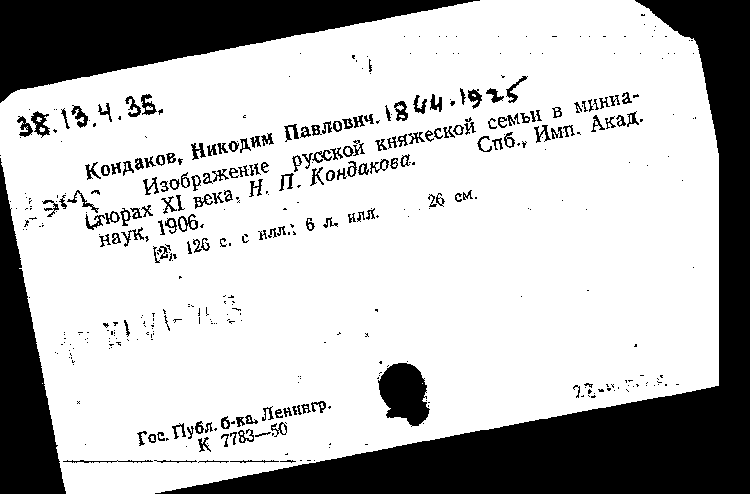 38.13.4.35.
Кондаков, Никодим Павлович. 1844-1925
Изображение русской княжеской семьи в миниа-
тюрах XI века, Н. П. Кондакова. Спб., Имп. Акад.
наук, 1906.
[2], 126 с. с илл.; 6 л. илл. 26 см.
Гос. Публ. б-ка. Ленингр.
К 7783—50